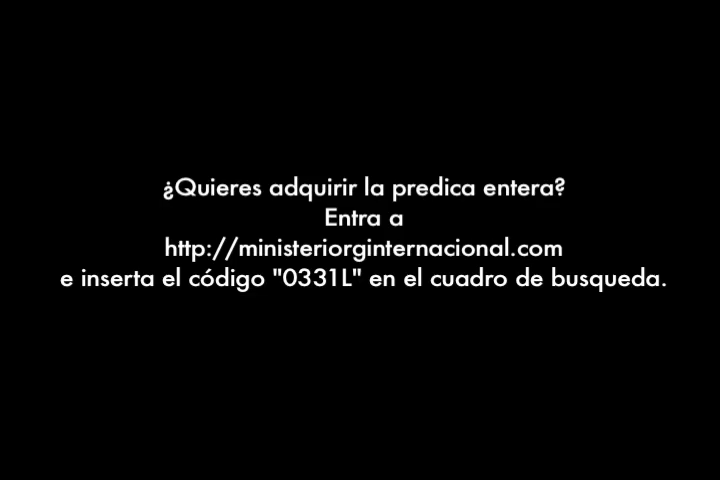 ¿Quieres adquirir la predica entera?
Entra a
http://ministeriorginternacional.com
e inserta el código "0331L" en el cuadro de busqueda.